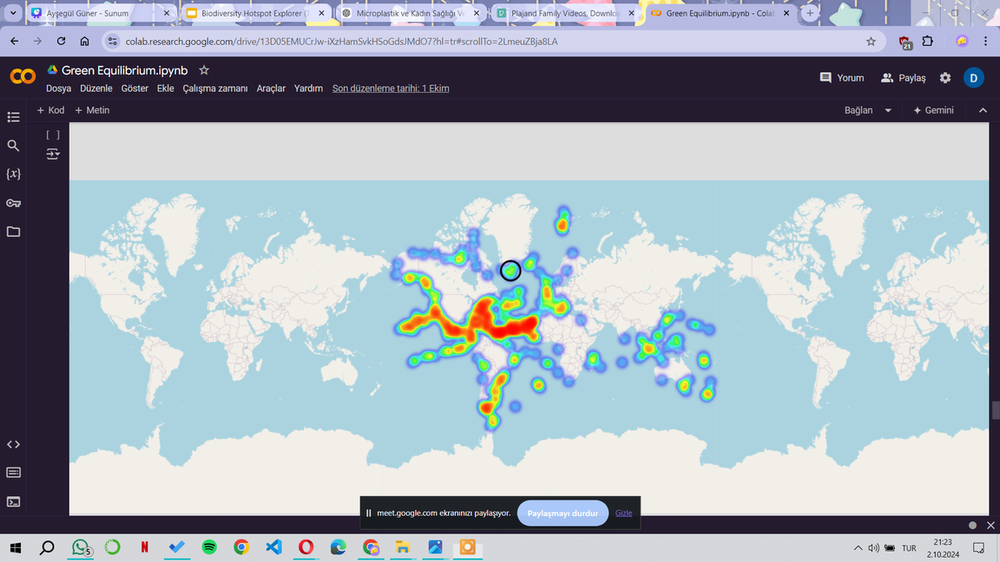 Ayşegül Güner - Sunum
Biodiversity Hotspot Explorer (T
Microplastik ve Kadın Sağlığı Ve
Plajand Family Videos, Downlo
Green Equilibrium.ipynb - Colab
colab.research.google.com/drive/13D05EMUCrJw-iXzHamSvkHSoGdsJMdO7?hl=tr#scrollTo=2LmeuZBja8LA
21
CO
Green Equilibrium.ipynb
Dosya Düzenle Göster Ekle Çalışma zamanı Araçlar Yardım Son düzenleme tarihi: 1 Ekim
Yorum Paylaş D
+ Kod + Metin
Bağlan Gemini
[ ]
{x}
meet.google.com ekranınızı paylaşıyor. Paylaşmayı durdur Gizle
5
N
TUR
21:23
2.10.2024